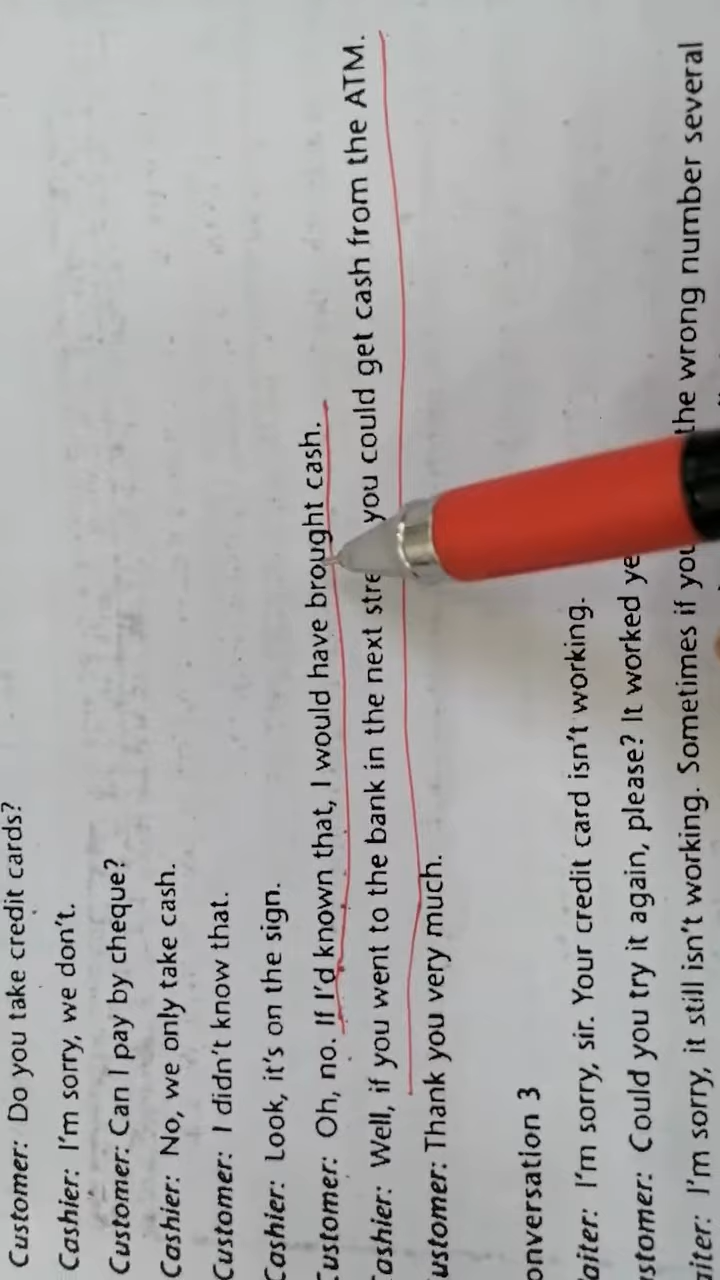 Customer: Do you take credit cards?
Cashier: I'm sorry, we don't.
Customer: Can I pay by cheque?
Cashier: No, we only take cash.
Customer: I didn't know that.
Cashier: Look, it's on the sign.
ustomer: Oh, no. If I'd known that, I would have brought cash.
ashier: Well, if you went to the bank in the next stre you could get cash from the ATM.
ustomer: Thank you very much.
onversation 3
aiter: I'm sorry, sir. Your credit card isn't working.
stomer: Could you try it again, please? It worked ye
iter: I'm sorry, it still isn't working. Sometimes if you the wrong number several